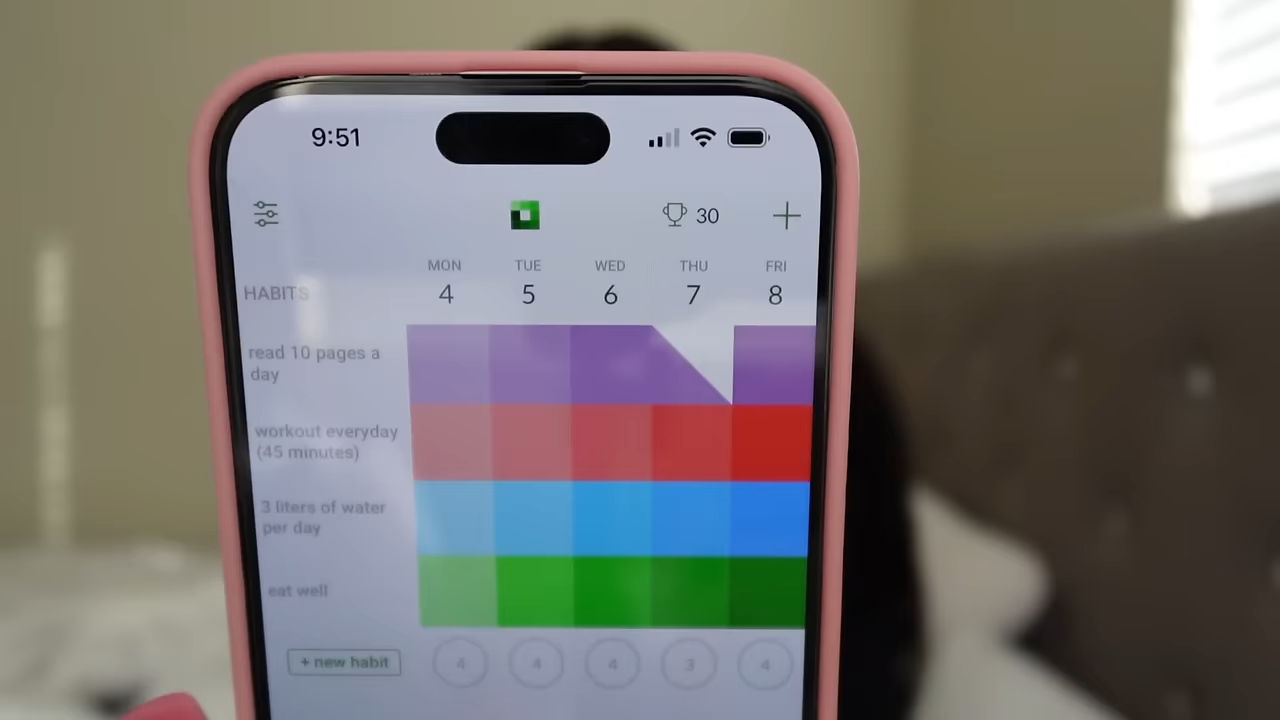 9:51
30
MON TUE WED THU FRI
HABITS 4 5 6 7 8
read 10 pages a
day
workout everyday
(45 minutes)
3 liters of water
per day
eat well
+ new habit 4 4 4 3 4